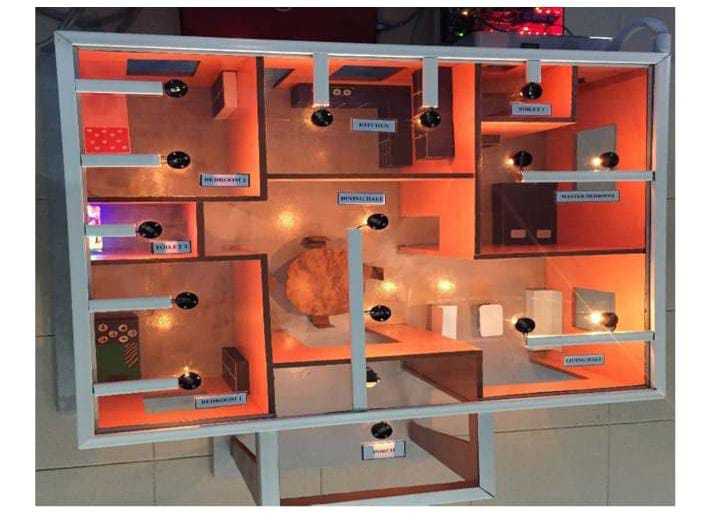 KITCHEN
TOILET 1
BEDROOM 2
MASTER BEDROOM
DINING HALL
TOILET 2
LIVING HALL
BEDROOM 1
PORCH